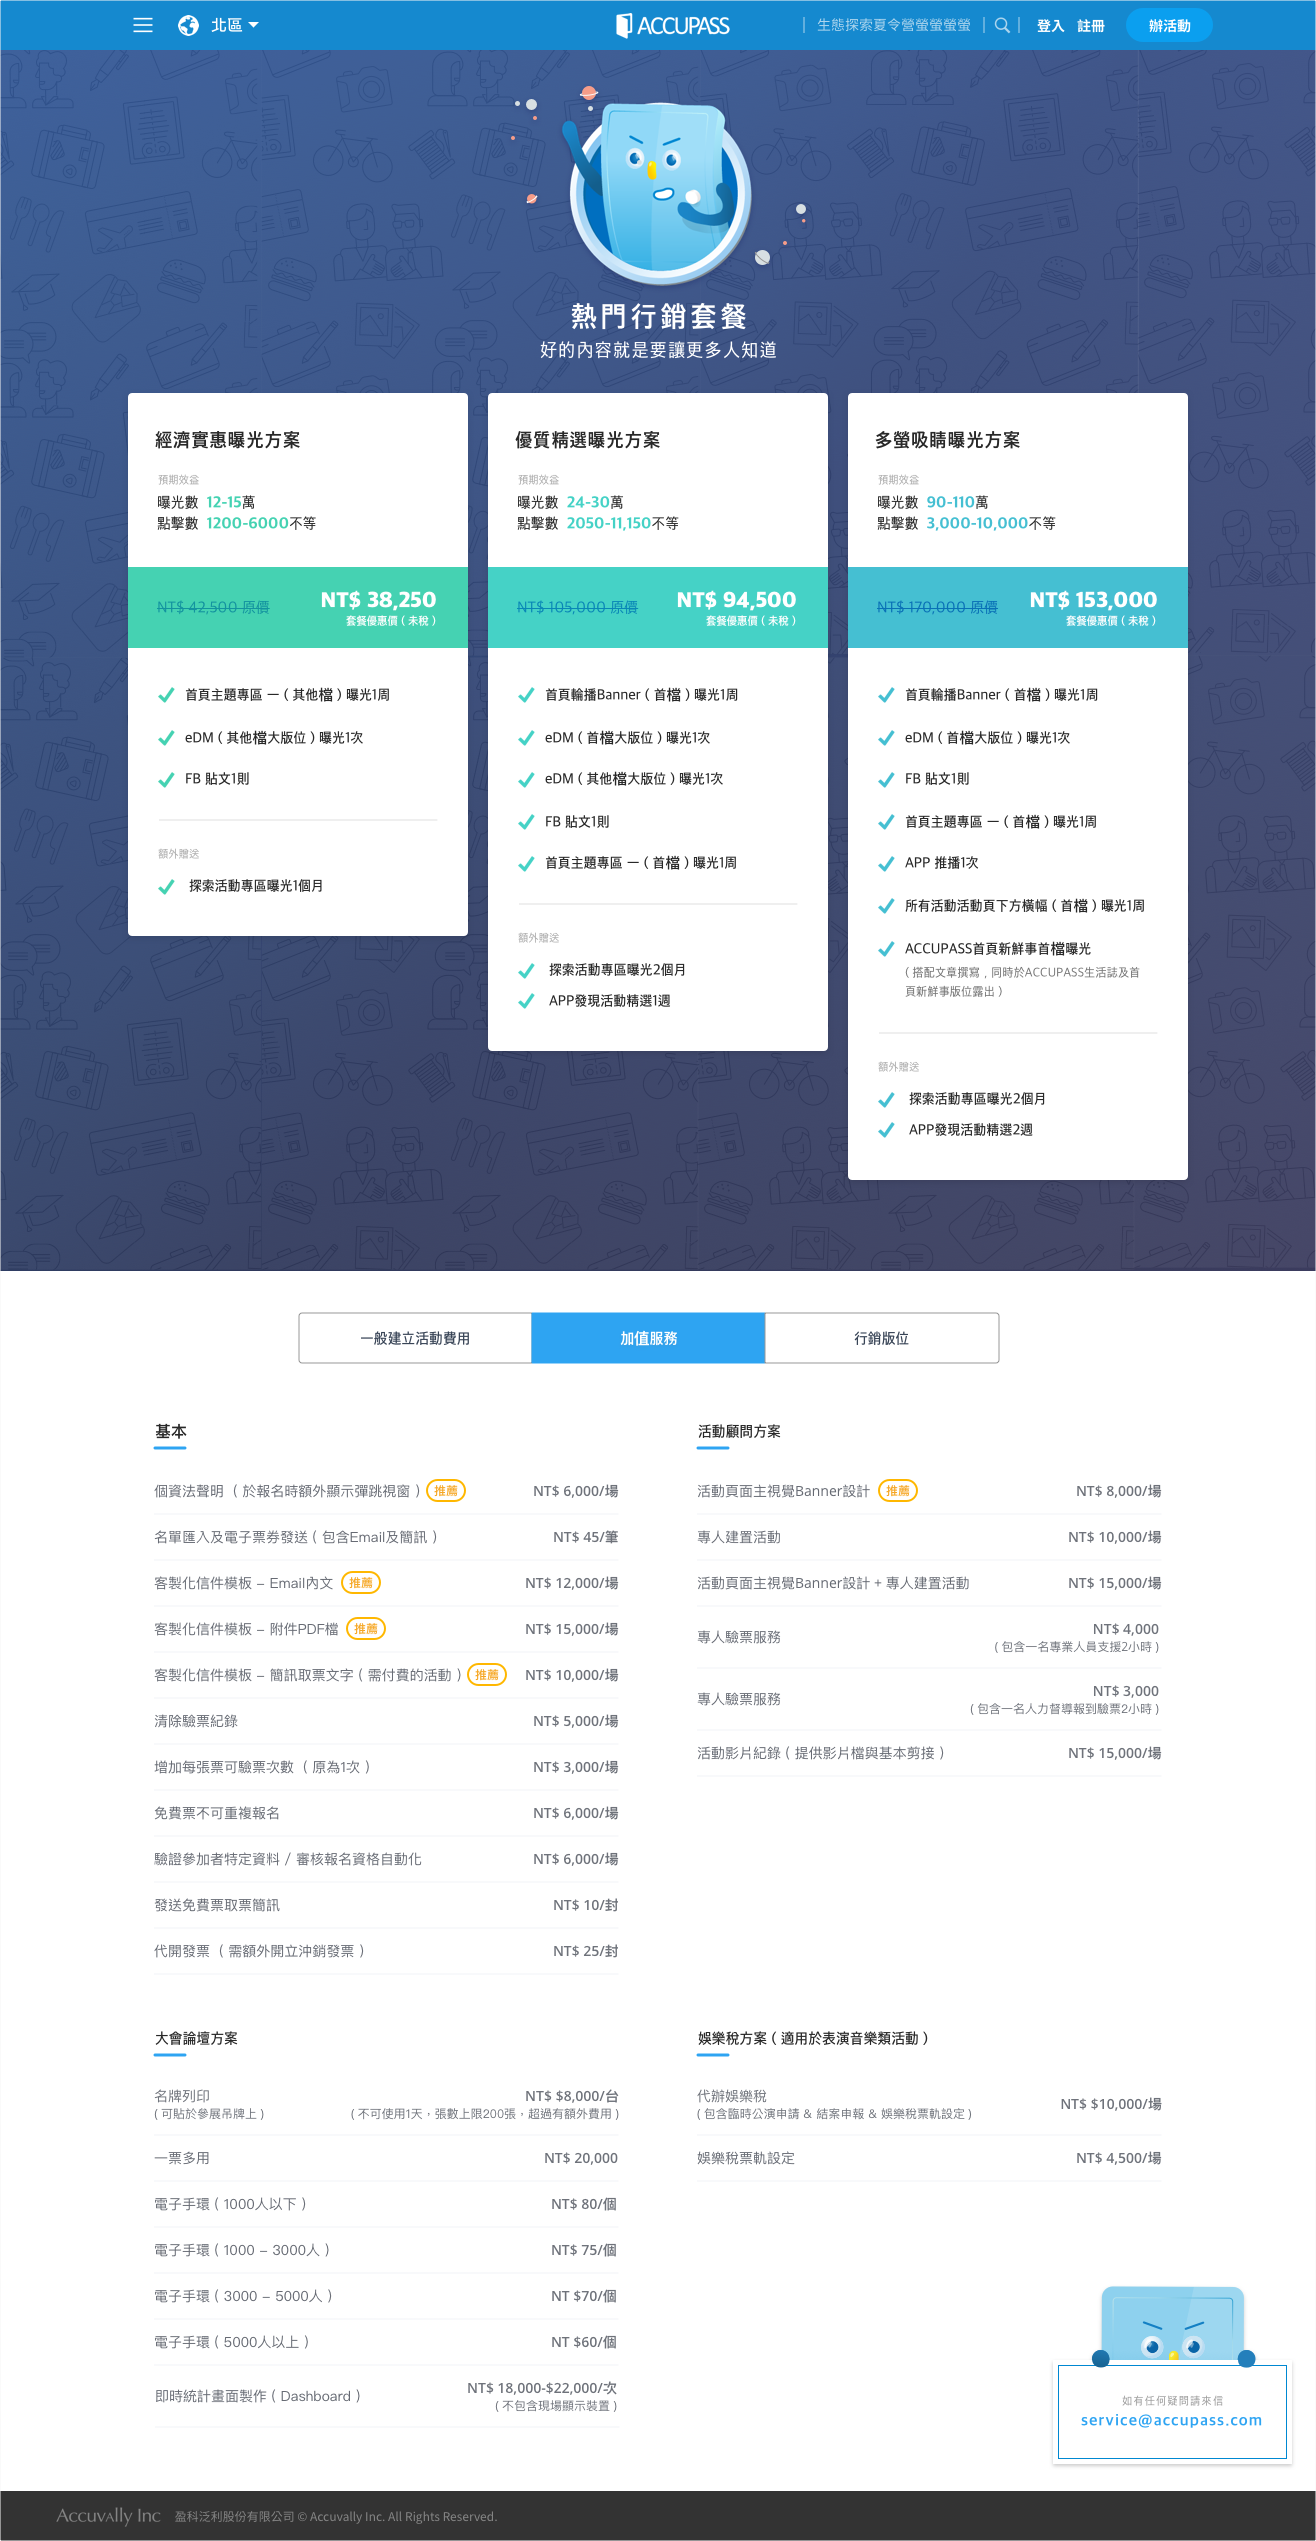 北區
ACCUPASS
生態探索夏令營螢螢螢螢
登入 註冊
辦活動
熱門行銷套餐
好的內容就是要讓更多人知道
經濟實惠曝光方案
預期效益
曝光數 12-15萬
點擊數 1200-6000不等
NT$ 42,500 原價
NT$ 38,250
套餐優惠價 ( 未稅 )
首頁主題專區 一 ( 其他檔 ) 曝光1周
eDM ( 其他檔大版位 ) 曝光1次
FB 貼文1則
額外贈送
探索活動專區曝光1個月
優質精選曝光方案
預期效益
曝光數 24-30萬
點擊數 2050-11,150不等
NT$ 105,000 原價
NT$ 94,500
套餐優惠價 ( 未稅 )
首頁輪播Banner ( 首檔 ) 曝光1周
eDM ( 首檔大版位 ) 曝光1次
eDM ( 其他檔大版位 ) 曝光1次
FB 貼文1則
首頁主題專區 一 ( 首檔 ) 曝光1周
額外贈送
探索活動專區曝光2個月
APP發現活動精選1週
多螢吸睛曝光方案
預期效益
曝光數 90-110萬
點擊數 3,000-10,000不等
NT$ 170,000 原價
NT$ 153,000
套餐優惠價 ( 未稅 )
首頁輪播Banner ( 首檔 ) 曝光1周
eDM ( 首檔大版位 ) 曝光1次
FB 貼文1則
首頁主題專區 一 ( 首檔 ) 曝光1周
APP 推播1次
所有活動活動頁下方橫幅 ( 首檔 ) 曝光1周
ACCUPASS首頁新鮮事首檔曝光
( 搭配文章撰寫，同時於ACCUPASS生活誌及首
頁新鮮事版位露出 )
額外贈送
探索活動專區曝光2個月
APP發現活動精選2週
一般建立活動費用
加值服務
行銷版位
基本
個資法聲明 ( 於報名時額外顯示彈跳視窗 ) 推薦 NT$ 6,000/場
名單匯入及電子票券發送 ( 包含Email及簡訊 ) NT$ 45/筆
客製化信件模板 – Email內文 推薦 NT$ 12,000/場
客製化信件模板 – 附件PDF檔 推薦 NT$ 15,000/場
客製化信件模板 – 簡訊取票文字 ( 需付費的活動 ) 推薦 NT$ 10,000/場
清除驗票紀錄 NT$ 5,000/場
增加每張票可驗票次數 ( 原為1次 ) NT$ 3,000/場
免費票不可重複報名 NT$ 6,000/場
驗證參加者特定資料 / 審核報名資格自動化 NT$ 6,000/場
發送免費票取票簡訊 NT$ 10/封
代開發票 ( 需額外開立沖銷發票 ) NT$ 25/封
活動顧問方案
活動頁面主視覺Banner設計 推薦 NT$ 8,000/場
專人建置活動 NT$ 10,000/場
活動頁面主視覺Banner設計 + 專人建置活動 NT$ 15,000/場
專人驗票服務 NT$ 4,000
( 包含一名專業人員支援2小時 )
專人驗票服務 NT$ 3,000
( 包含一名人力督導報到驗票2小時 )
活動影片紀錄 ( 提供影片檔與基本剪接 ) NT$ 15,000/場
大會論壇方案
名牌列印 NT$ $8,000/台
( 可貼於參展吊牌上 ) ( 不可使用1天，張數上限200張，超過有額外費用 )
一票多用 NT$ 20,000
電子手環 ( 1000人以下 ) NT$ 80/個
電子手環 ( 1000 – 3000人 ) NT$ 75/個
電子手環 ( 3000 – 5000人 ) NT $70/個
電子手環 ( 5000人以上 ) NT $60/個
即時統計畫面製作 ( Dashboard ) NT$ 18,000-$22,000/次
( 不包含現場顯示裝置 )
娛樂稅方案 ( 適用於表演音樂類活動 )
代辦娛樂稅 NT$ $10,000/場
( 包含臨時公演申請 & 結案申報 & 娛樂稅票軌設定 )
娛樂稅票軌設定 NT$ 4,500/場
如有任何疑問請來信
service@accupass.com
Accuvally Inc 盈科泛利股份有限公司 © Accuvally Inc. All Rights Reserved.